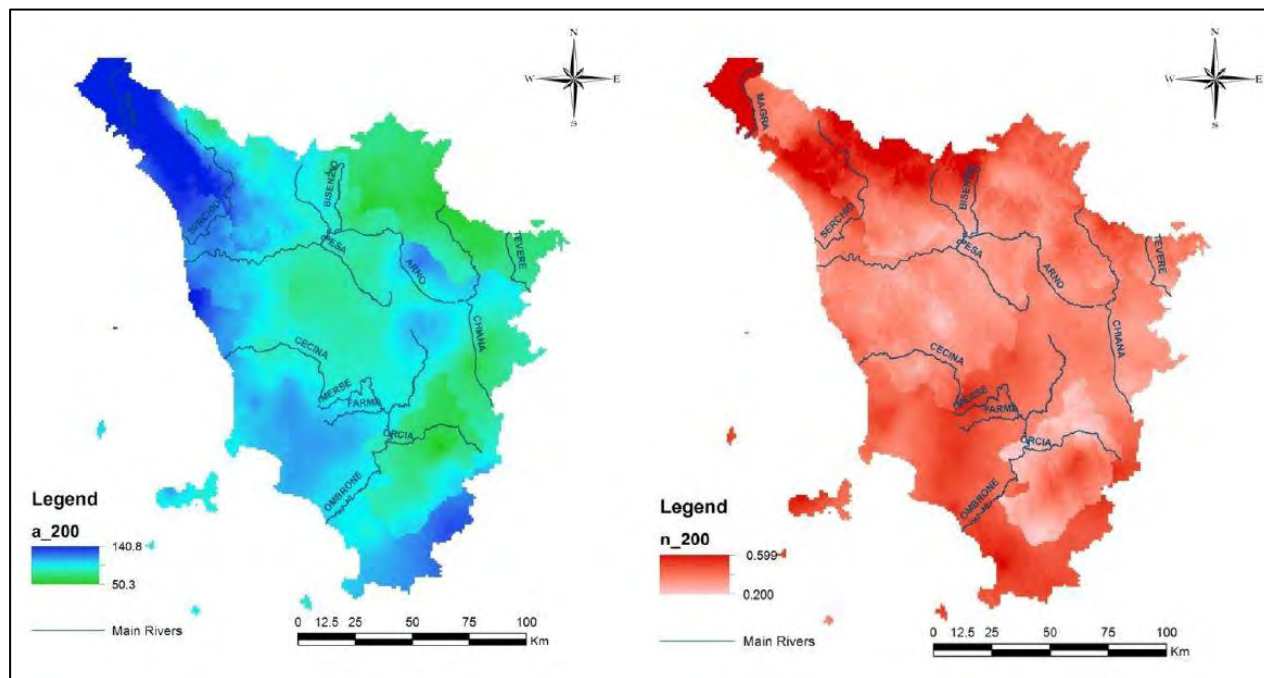 N
W E
S
MAGRA
SERCHIO
BISENZIO
PESA
ARNO
TEVERE
CHIANA
CECINA
MERSE
FARMA
ORCIA
OMBRONE
Legend
a_200
140.8
50.3
Main Rivers
0 12.5 25 50 75 100
Km
N
W E
S
MAGRA
SERCHIO
BISENZIO
PESA
ARNO
TEVERE
CHIANA
CECINA
MERSE
FARMA
ORCIA
OMBRONE
Legend
n_200
0.599
0.200
Main Rivers
0 12.5 25 50 75 100
Km